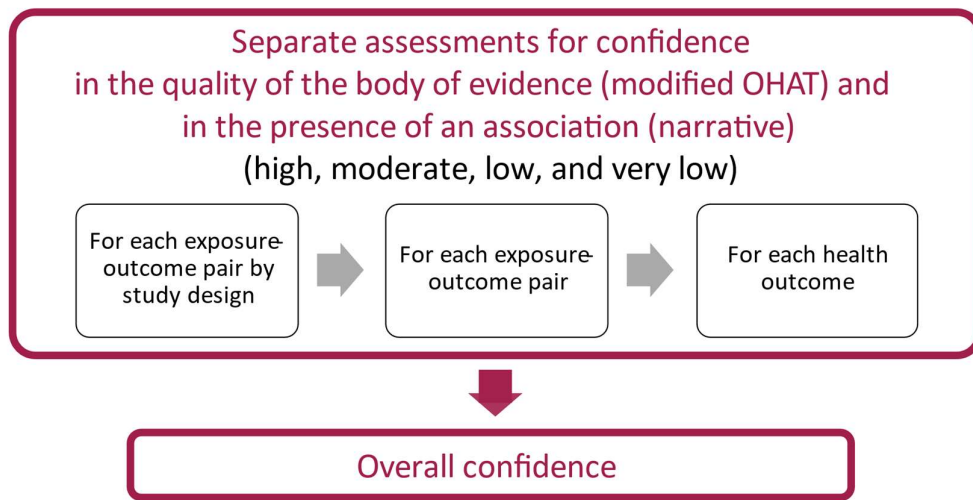 Separate assessments for confidence
in the quality of the body of evidence (modified OHAT) and
in the presence of an association (narrative)
(high, moderate, low, and very low)
For each exposure-
outcome pair by
study design
For each exposure-
outcome pair
For each health
outcome
Overall confidence